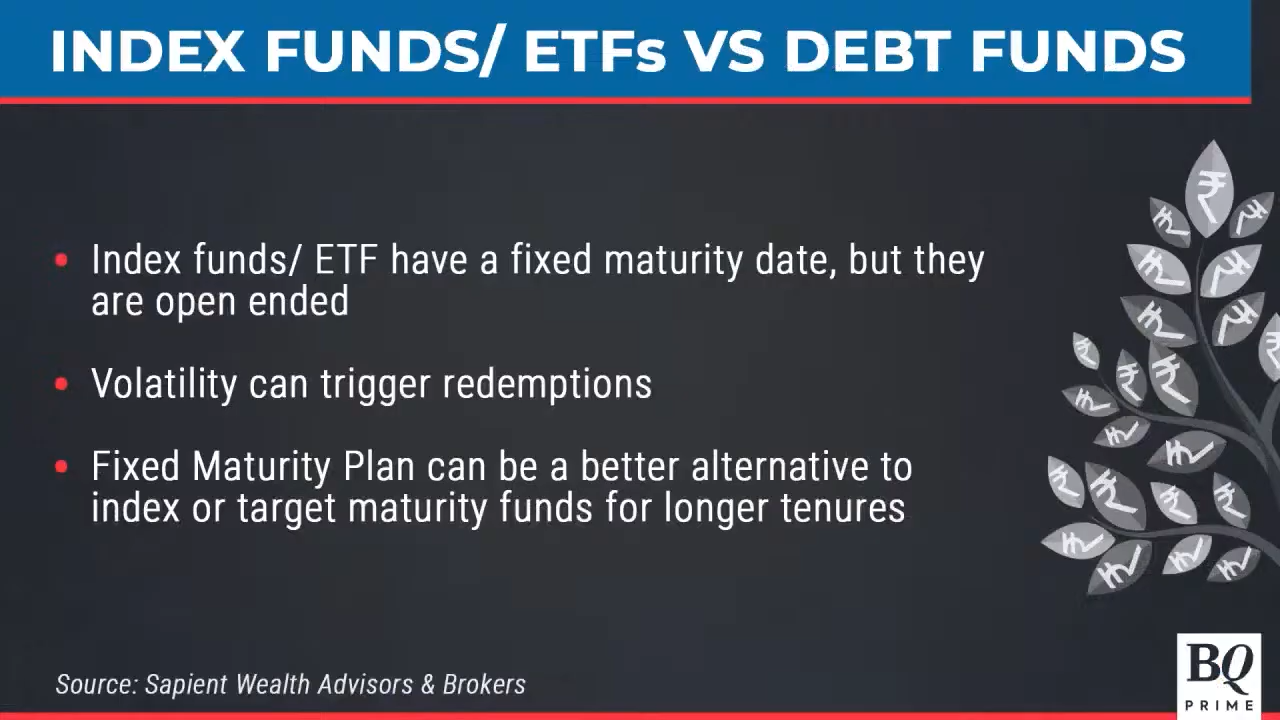 INDEX FUNDS/ ETFs VS DEBT FUNDS
• Index funds/ ETF have a fixed maturity date, but they
are open ended
• Volatility can trigger redemptions
• Fixed Maturity Plan can be a better alternative to
index or target maturity funds for longer tenures
Source: Sapient Wealth Advisors & Brokers
BQ
PRIME